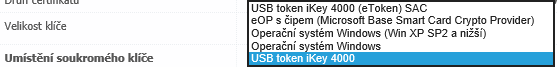 Druh certifikátu
USB token iKey 4000 (eToken) SAC
eOP s čipem (Microsoft Base Smart Card Crypto Provider)
Velikost klíče
Operační systém Windows (Win XP SP2 a nižší)
Operační systém Windows
Umístění soukromého klíče
USB token iKey 4000